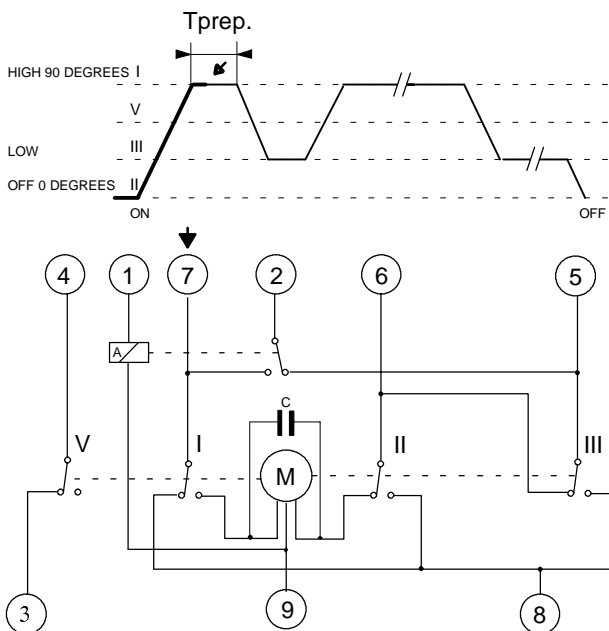 Tprep.
HIGH 90 DEGREES I
V
LOW III
OFF 0 DEGREES II
ON OFF
4 1 7 2 6 5
A
C
V I M II III
3 9 8